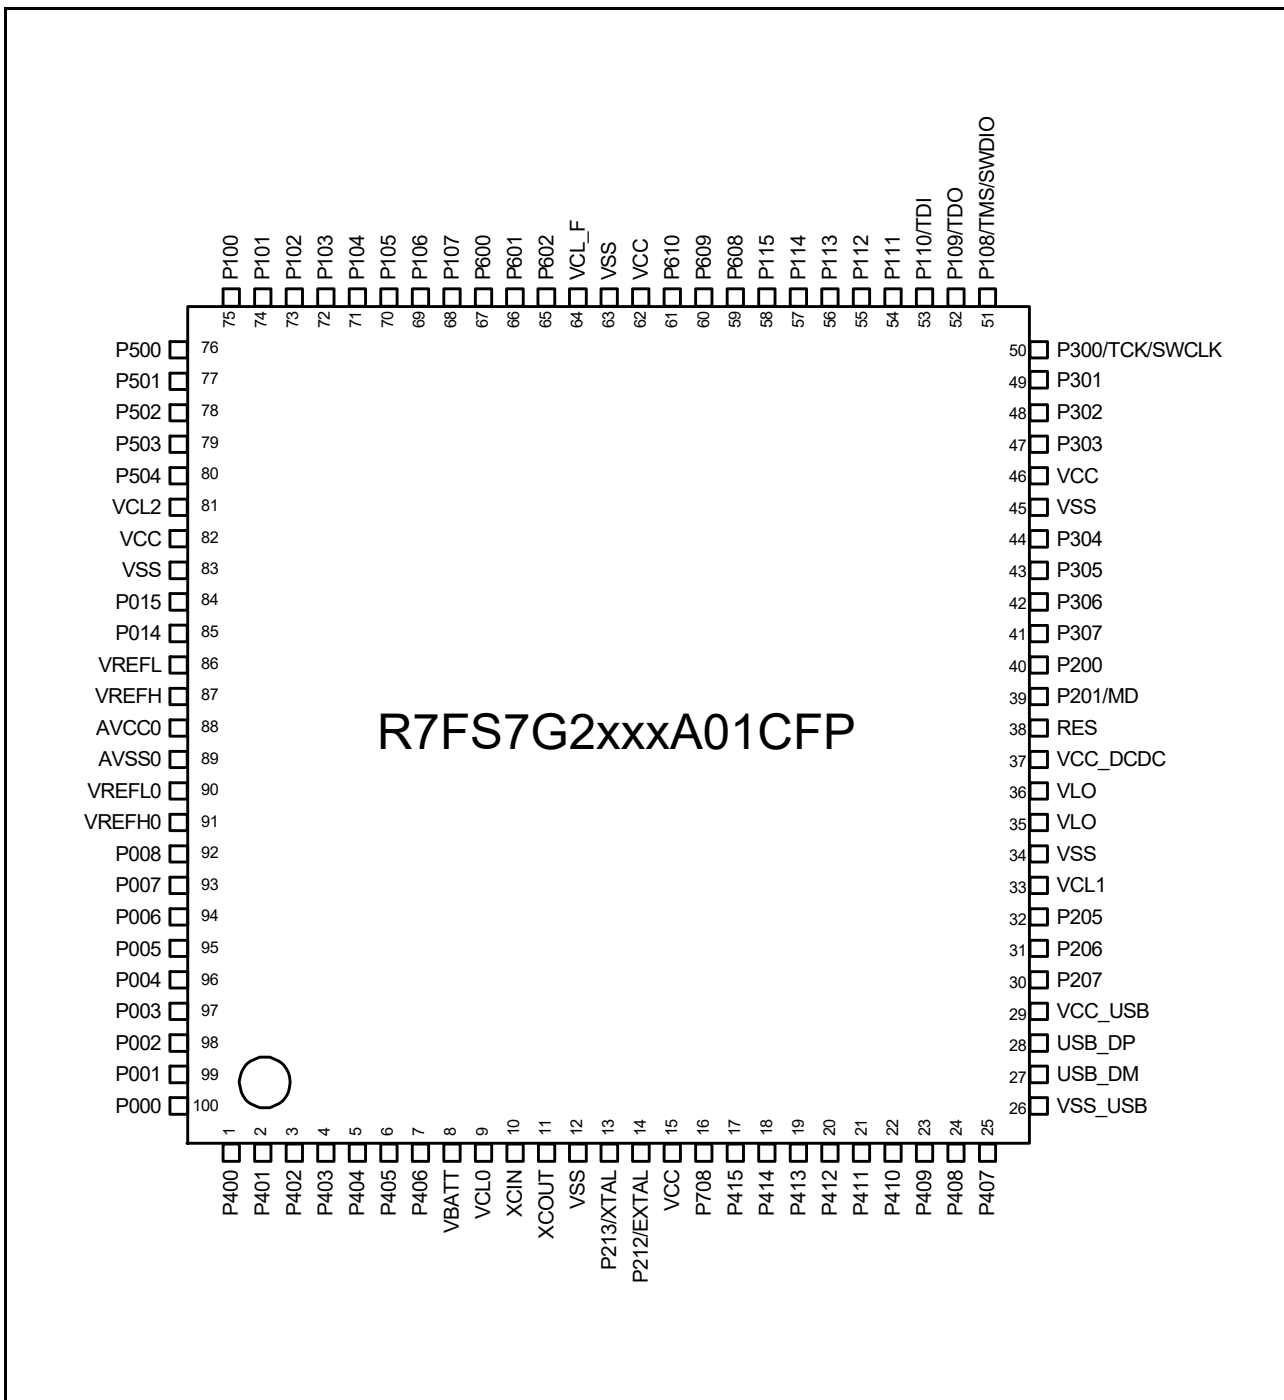 P100
P101
P102
P103
P104
P105
P106
P107
P600
P601
P602
VCL_F
VSS
VCC
P610
P609
P608
P115
P114
P113
P112
P111
P110/TDI
P109/TDO
P108/TMS/SWDIO
75
74
73
72
71
70
69
68
67
66
65
64
63
62
61
60
59
58
57
56
55
54
53
52
51
P500 76
P501 77
P502 78
P503 79
P504 80
VCL2 81
VCC 82
VSS 83
P015 84
P014 85
VREFL 86
VREFH 87
AVCC0 88
AVSS0 89
VREFL0 90
VREFH0 91
P008 92
P007 93
P006 94
P005 95
P004 96
P003 97
P002 98
P001 99
P000 100
R7FS7G2xxxA01CFP
50 P300/TCK/SWCLK
49 P301
48 P302
47 P303
46 VCC
45 VSS
44 P304
43 P305
42 P306
41 P307
40 P200
39 P201/MD
38 RES
37 VCC_DCDC
36 VLO
35 VLO
34 VSS
33 VCL1
32 P205
31 P206
30 P207
29 VCC_USB
28 USB_DP
27 USB_DM
26 VSS_USB
1
2
3
4
5
6
7
8
9
10
11
12
13
14
15
16
17
18
19
20
21
22
23
24
25
P400
P401
P402
P403
P404
P405
P406
VBATT
VCL0
XCIN
XCOUT
VSS
P213/XTAL
P212/EXTAL
VCC
P708
P415
P414
P413
P412
P411
P410
P409
P408
P407